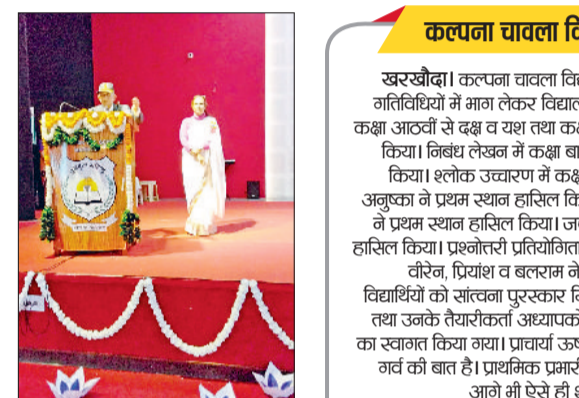 कल्पना चावला वि
खरखौदा। कल्पना चावला विद्य
गतिविधियों में भाग लेकर विद्याल
कक्षा आठवीं से दक्ष व यश तथा कक्ष
किया। निबंध लेखन में कक्षा बा
किया। श्लोक उच्चारण में कक्ष
अनुष्का ने प्रथम स्थान हासिल कि
ने प्रथम स्थान हासिल किया। ज
हासिल किया। प्रश्नोत्तरी प्रतियोगिता
वीरेन, प्रियांश व बलराम ने
विद्यार्थियों को सांत्वना पुरस्कार
तथा उनके तैयारीकर्ता अध्यापक
का स्वागत किया गया। प्राचार्या ऊष
गर्व की बात है। प्राथमिक प्रभारी
आगे भी ऐसे ही